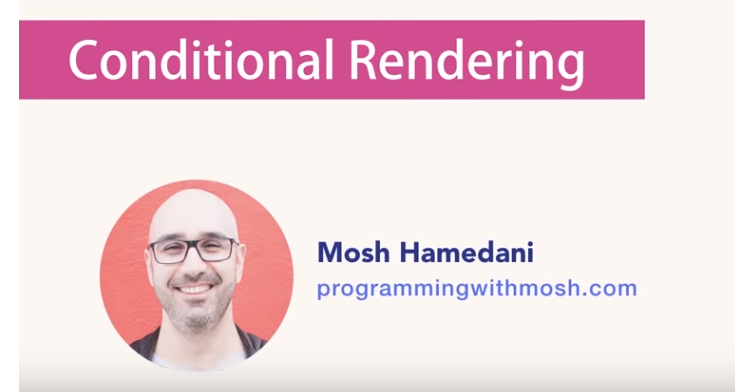 Conditional Rendering
Mosh Hamedani
programmingwithmosh.com